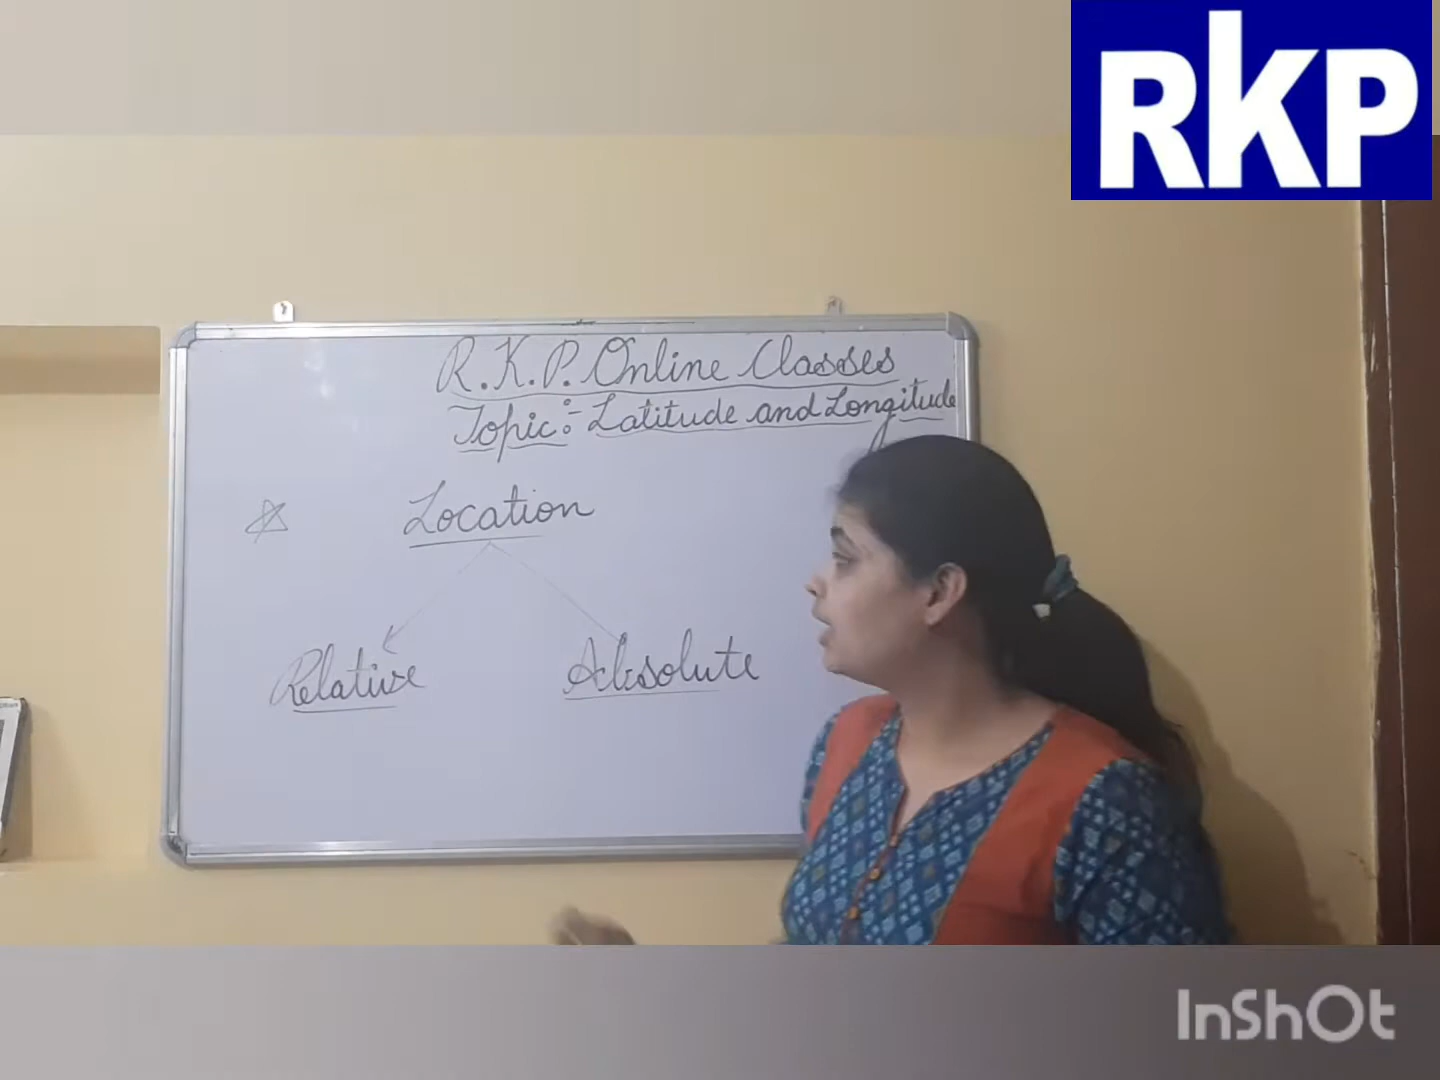 RKP
R.K.P. Online Classes
Topic:- Latitude and Longitude
Location
Relative
Absolute
InShOt